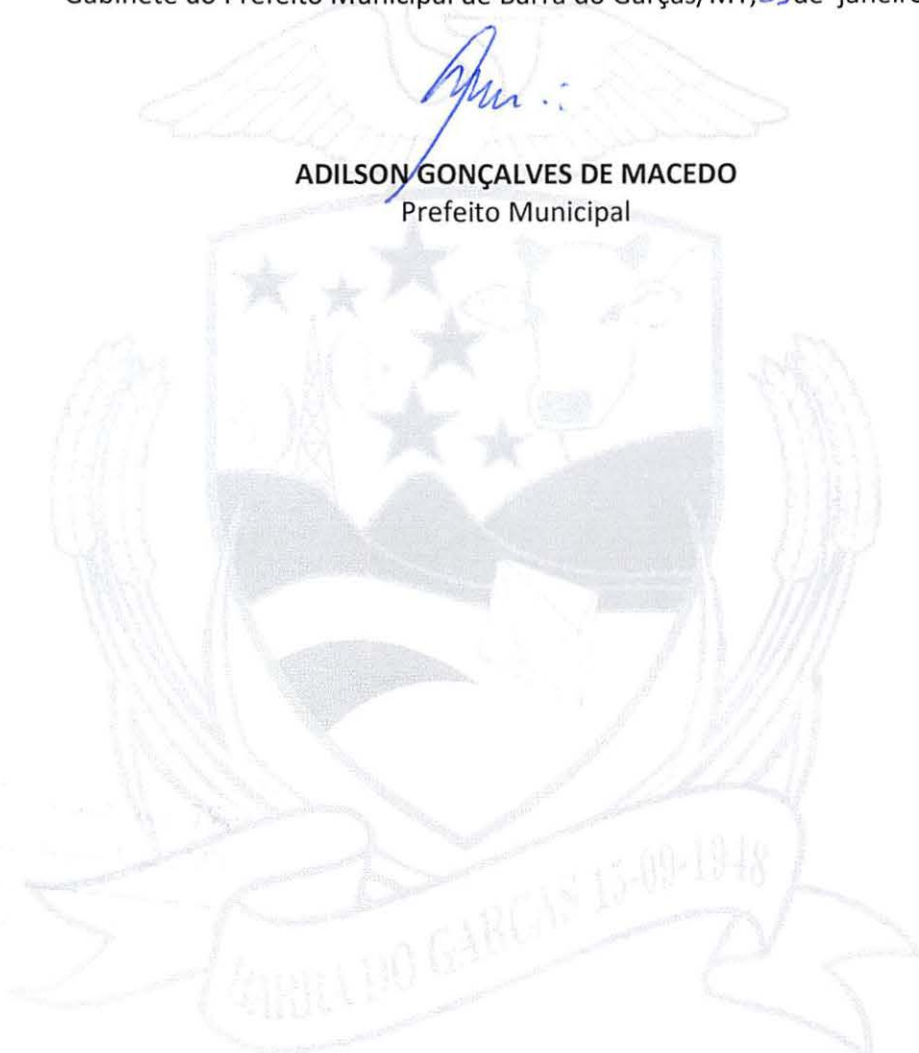 Gabinete do Prefeito Municipal de Barra do Garças/MT, de janeiro
ADILSON GONÇALVES DE MACEDO
Prefeito Municipal
BARRA DO GARÇAS 15-09-1948